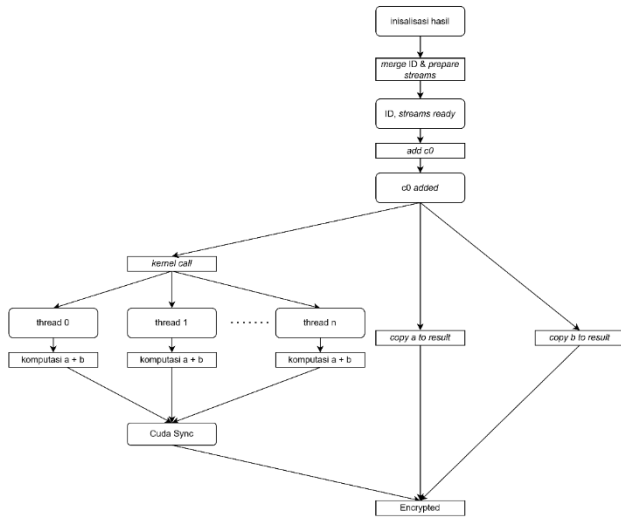 inisalisasi hasil
merge ID & prepare
streams
ID, streams ready
add c0
c0 added
kernel call
thread 0
thread 1
. . . . . . . .
thread n
copy a to result
copy b to result
komputasi a + b
komputasi a + b
komputasi a + b
Cuda Sync
Encrypted